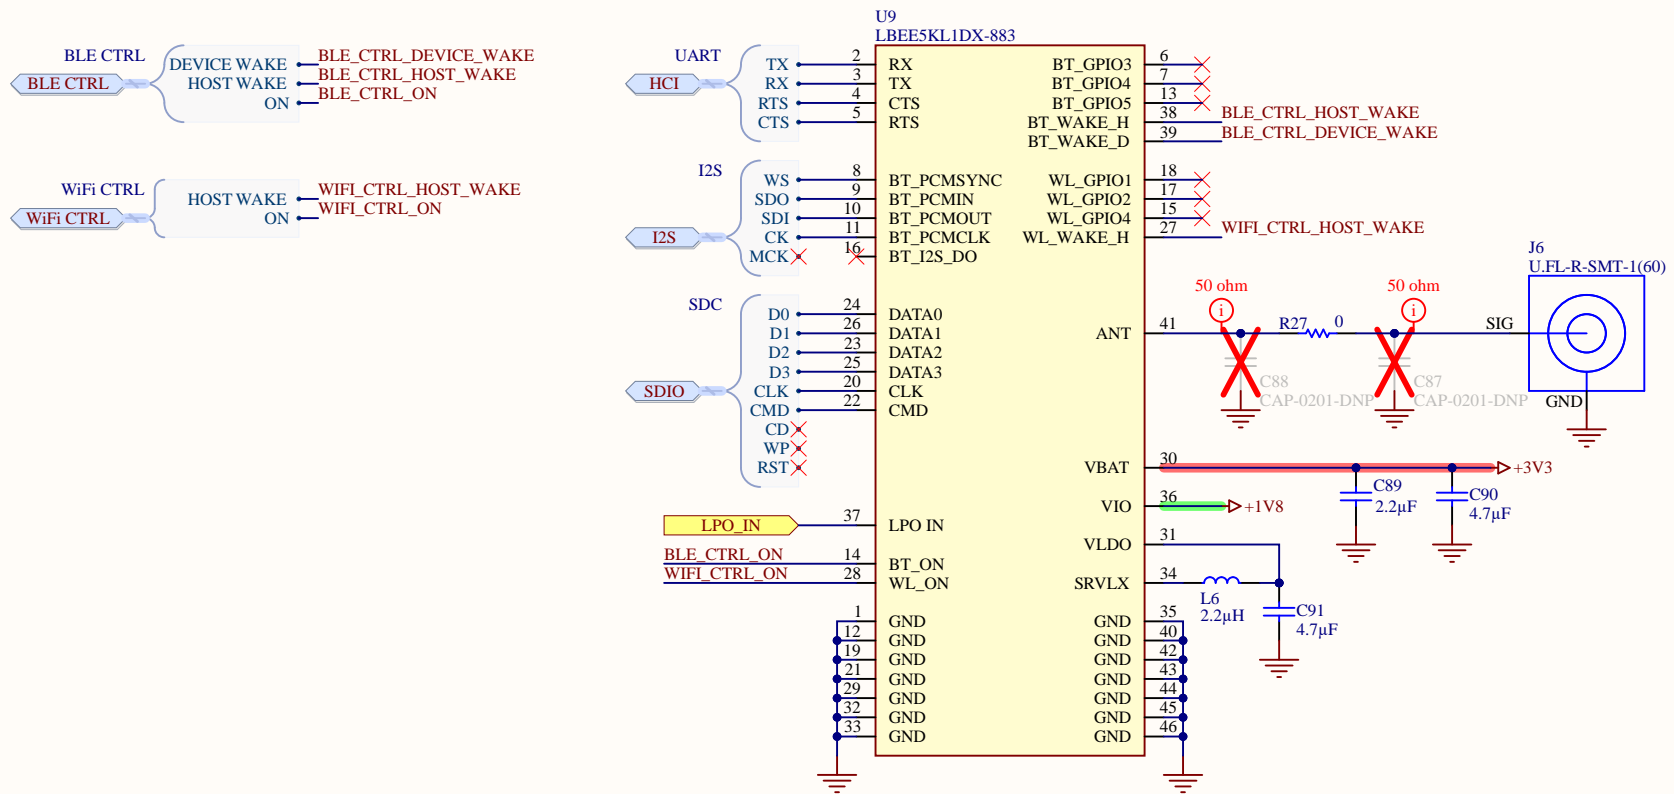 BLE CTRL
BLE CTRL
DEVICE WAKE
HOST WAKE
ON
BLE_CTRL_DEVICE_WAKE
BLE_CTRL_HOST_WAKE
BLE_CTRL_ON
WiFi CTRL
WiFi CTRL
HOST WAKE
ON
WIFI_CTRL_HOST_WAKE
WIFI_CTRL_ON
UART
HCI
TX
RX
RTS
CTS
I2S
I2S
WS
SDO
SDI
CK
MCK
SDC
SDIO
D0
D1
D2
D3
CLK
CMD
CD
WP
RST
LPO_IN
BLE_CTRL_ON
WIFI_CTRL_ON
U9
LBEE5KL1DX-883
2 RX
3 TX
4 CTS
5 RTS
8 BT_PCMSYNC
9 BT_PCMIN
10 BT_PCMOUT
11 BT_PCMCLK
16 BT_I2S_DO
24 DATA0
26 DATA1
23 DATA2
25 DATA3
20 CLK
22 CMD
37 LPO IN
14 BT_ON
28 WL_ON
1 GND
12 GND
19 GND
21 GND
29 GND
32 GND
33 GND
BT_GPIO3 6
BT_GPIO4 7
BT_GPIO5 13
BT_WAKE_H 38 BLE_CTRL_HOST_WAKE
BT_WAKE_D 39 BLE_CTRL_DEVICE_WAKE
WL_GPIO1 18
WL_GPIO2 17
WL_GPIO4 15
WL_WAKE_H 27 WIFI_CTRL_HOST_WAKE
ANT 41
VBAT 30
VIO 36
VLDO 31
SRVLX 34
GND 35
GND 40
GND 42
GND 43
GND 44
GND 45
GND 46
50 ohm
i
R27 0
50 ohm
i
C88
CAP-0201-DNP
C87
CAP-0201-DNP
J6
U.FL-R-SMT-1(60)
SIG
GND
+3V3
C89
2.2µF
C90
4.7µF
+1V8
L6
2.2µH
C91
4.7µF